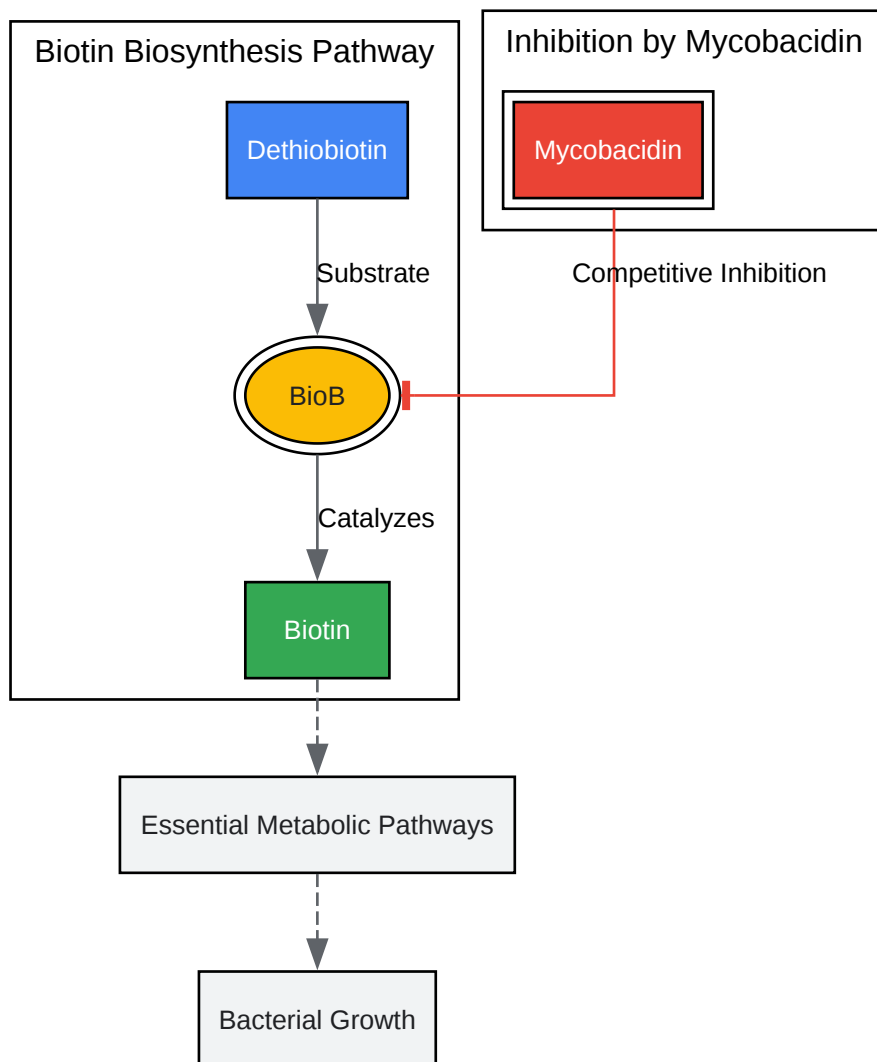 Biotin Biosynthesis Pathway
Inhibition by Mycobacidin
Dethiobiotin
Mycobacidin
Substrate
Competitive Inhibition
BioB
Catalyzes
Biotin
Essential Metabolic Pathways
Bacterial Growth